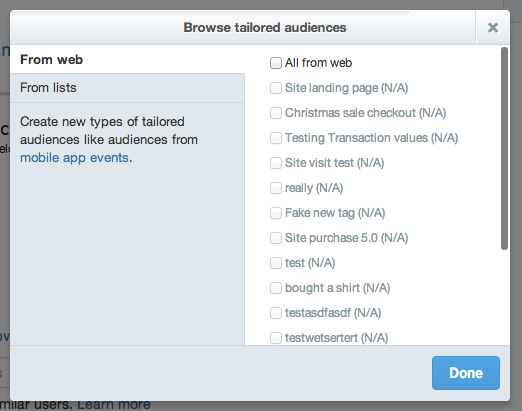 Browse tailored audiences
From web
From lists
Create new types of tailored
audiences like audiences from
mobile app events.
All from web
Site landing page (N/A)
Christmas sale checkout (N/A)
Testing Transaction values (N/A)
Site visit test (N/A)
really (N/A)
Fake new tag (N/A)
Site purchase 5.0 (N/A)
test (N/A)
bought a shirt (N/A)
testasdfasdf (N/A)
testwetsertert (N/A)
Done
milar users. Learn more